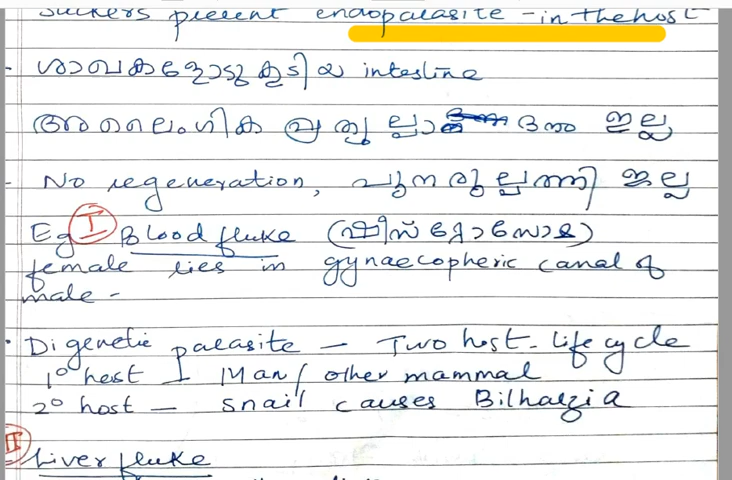 Suckers present endoparasite - in the host
- ശാഖകളോടുകൂടിയ intestine
അലൈംഗിക പ്രത്യുല്പാദനം ഇല്ല
- No regeneration, പുനരുല്പത്തി ഇല്ല
Eg I Blood fluke (ഷിസ്റ്റോസോമ)
female lies in gynaecopheric canal of
male -
. Digenetic parasite - Two host - life cycle
1° host - Man / other mammal
2° host - snail causes Bilharzia
II Liver fluke